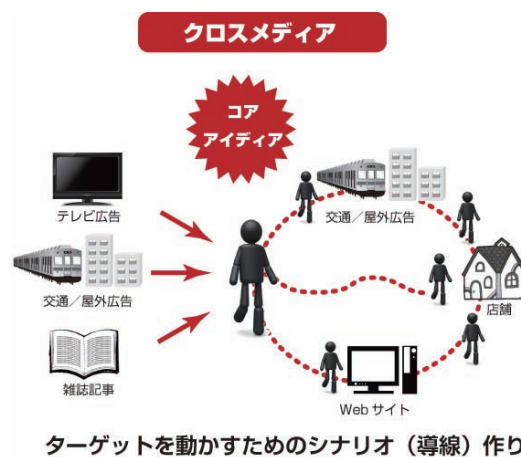 クロスメディア
コア
アイディア
テレビ広告
交通/屋外広告
雑誌記事
交通/屋外広告
店舗
Webサイト
ターゲットを動かすためのシナリオ(導線)作り